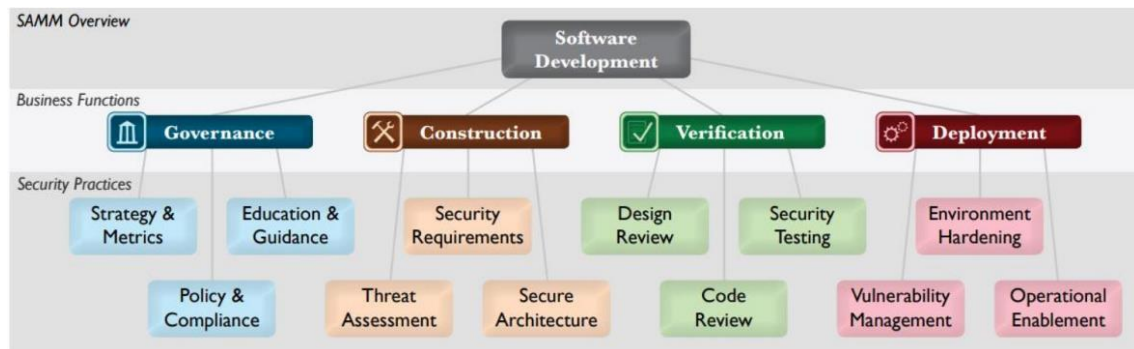 SAMM Overview
Software
Development
Business Functions
Governance
Construction
Verification
Deployment
Security Practices
Strategy &
Metrics
Education &
Guidance
Security
Requirements
Design
Review
Security
Testing
Environment
Hardening
Policy &
Compliance
Threat
Assessment
Secure
Architecture
Code
Review
Vulnerability
Management
Operational
Enablement